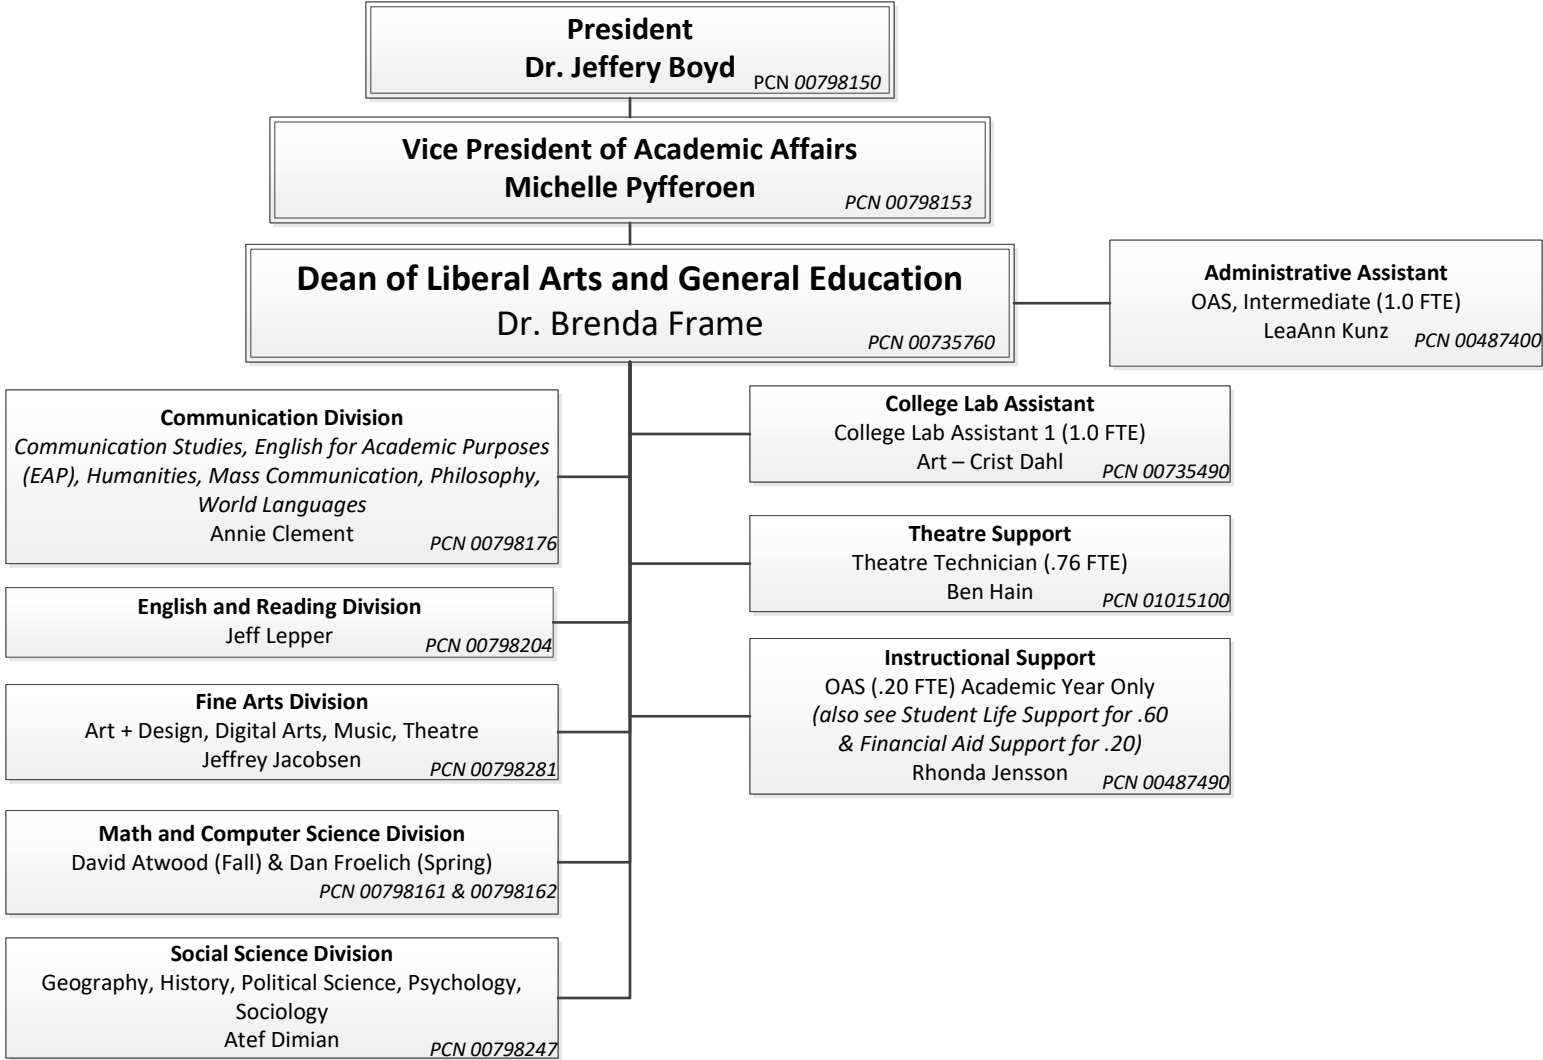 President
Dr. Jeffery Boyd
PCN 00798150
Vice President of Academic Affairs
Michelle Pyfferoen
PCN 00798153
Dean of Liberal Arts and General Education
Dr. Brenda Frame
PCN 00735760
Administrative Assistant
OAS, Intermediate (1.0 FTE)
LeaAnn Kunz
PCN 00487400
Communication Division
Communication Studies, English for Academic Purposes
(EAP), Humanities, Mass Communication, Philosophy,
World Languages
Annie Clement
PCN 00798176
English and Reading Division
Jeff Lepper
PCN 00798204
Fine Arts Division
Art + Design, Digital Arts, Music, Theatre
Jeffrey Jacobsen
PCN 00798281
Math and Computer Science Division
David Atwood (Fall) & Dan Froelich (Spring)
PCN 00798161 & 00798162
Social Science Division
Geography, History, Political Science, Psychology,
Sociology
Atef Dimian
PCN 00798247
College Lab Assistant
College Lab Assistant 1 (1.0 FTE)
Art – Crist Dahl
PCN 00735490
Theatre Support
Theatre Technician (.76 FTE)
Ben Hain
PCN 01015100
Instructional Support
OAS (.20 FTE) Academic Year Only
(also see Student Life Support for .60
& Financial Aid Support for .20)
Rhonda Jensson
PCN 00487490